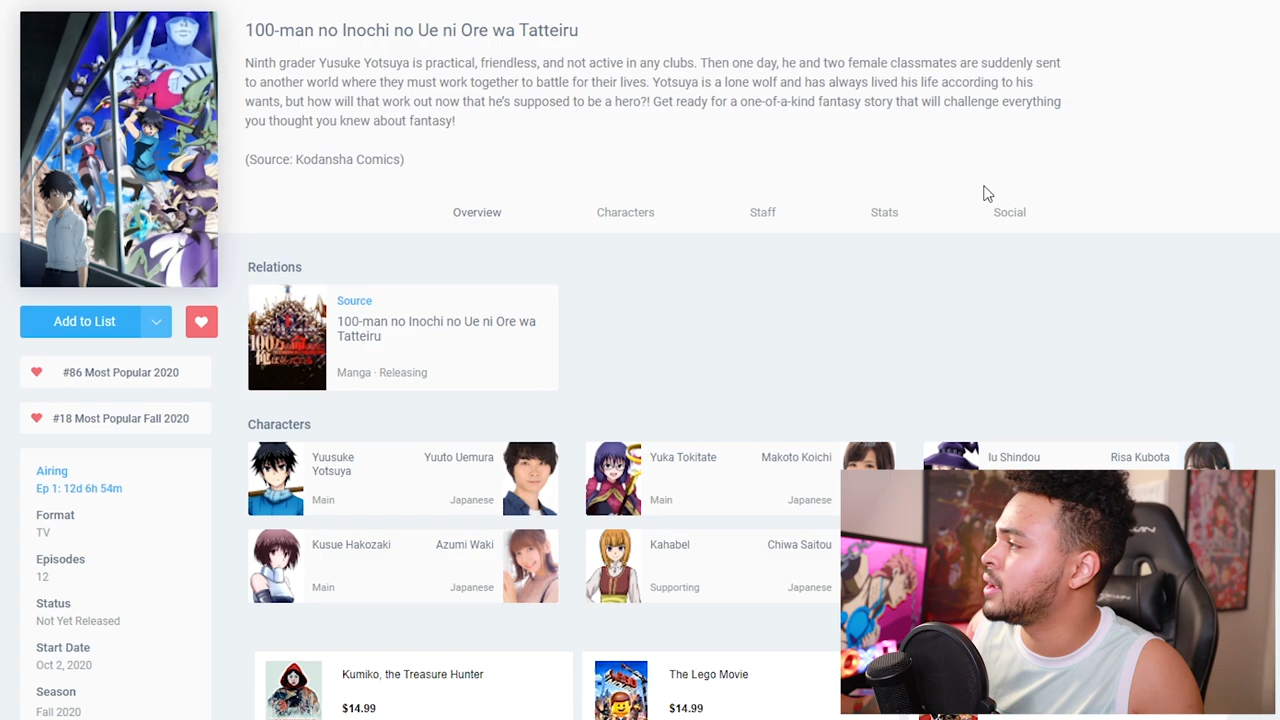 100-man no Inochi no Ue ni Ore wa Tatteiru
Ninth grader Yusuke Yotsuya is practical, friendless, and not active in any clubs. Then one day, he and two female classmates are suddenly sent
to another world where they must work together to battle for their lives. Yotsuya is a lone wolf and has always lived his life according to his
wants, but how will that work out now that he's supposed to be a hero?! Get ready for a one-of-a-kind fantasy story that will challenge everything
you thought you knew about fantasy!
(Source: Kodansha Comics)
Overview
Characters
Staff
Stats
Social
Add to List
#86 Most Popular 2020
#18 Most Popular Fall 2020
Airing
Ep 1: 12d 6h 54m
Format
TV
Episodes
12
Status
Not Yet Released
Start Date
Oct 2, 2020
Season
Fall 2020
Relations
Source
100-man no Inochi no Ue ni Ore wa
Tatteiru
Manga · Releasing
Characters
Yuusuke
Yotsuya
Main
Yuuto Uemura
Japanese
Yuka Tokitate
Main
Makoto Koichi
Japanese
Iu Shindou
Risa Kubota
Kusue Hakozaki
Main
Azumi Waki
Japanese
Kahabel
Supporting
Chiwa Saitou
Japanese
Kumiko, the Treasure Hunter
$14.99
The Lego Movie
$14.99